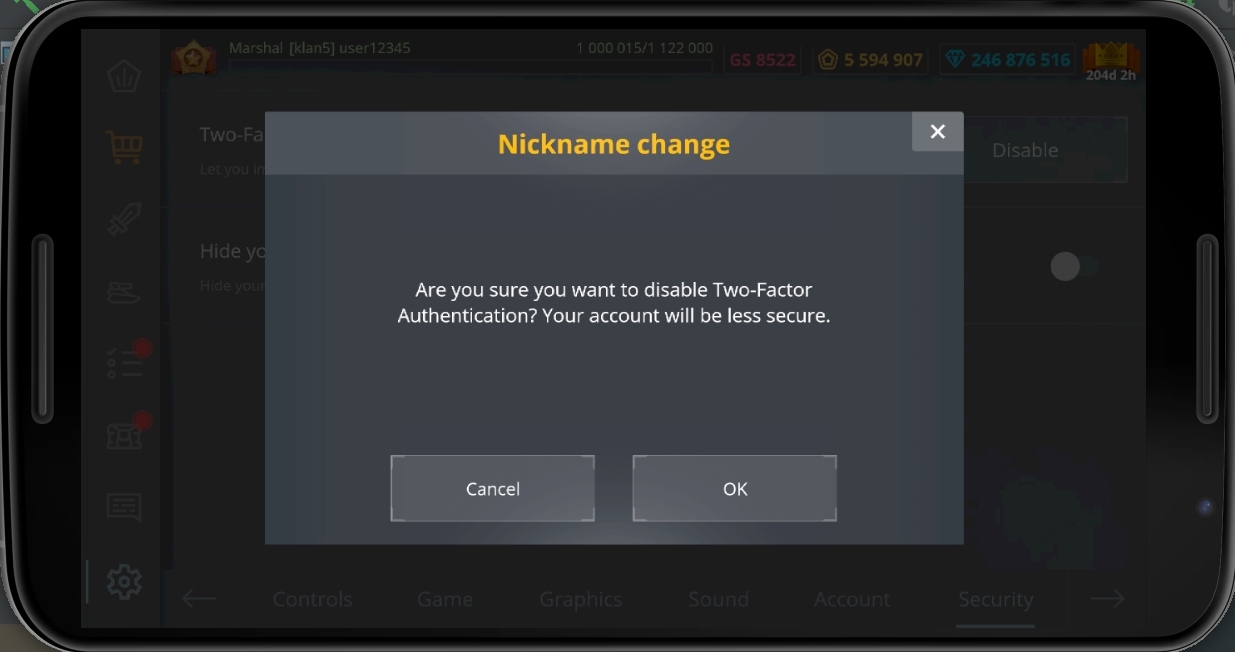 Marshal [klan5] user12345
1 000 015/1 122 000
GS 8522
5 594 907
246 876 516
204d 2h
Two-Fa
Let you in
Disable
Nickname change
Hide yo
Hide your
Are you sure you want to disable Two-Factor
Authentication? Your account will be less secure.
Cancel
OK
Controls
Game
Graphics
Sound
Account
Security